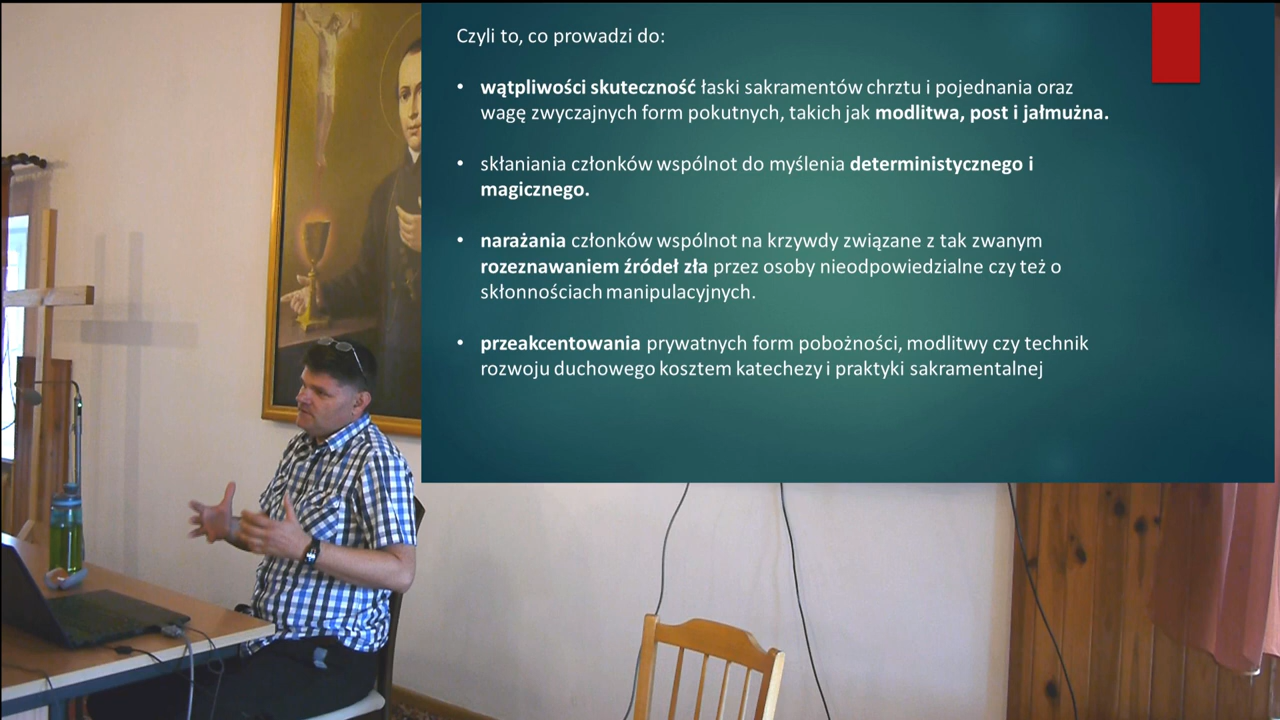 Czyli to, co prowadzi do:
• wątpliwości skuteczność łaski sakramentów chrztu i pojednania oraz
wagę zwyczajnych form pokutnych, takich jak modlitwa, post i jałmużna.
• skłaniania członków wspólnot do myślenia deterministycznego i
magicznego.
• narażania członków wspólnot na krzywdy związane z tak zwanym
rozeznawaniem źródeł zła przez osoby nieodpowiedzialne czy też o
skłonnościach manipulacyjnych.
• przeakcentowania prywatnych form pobożności, modlitwy czy technik
rozwoju duchowego kosztem katechezy i praktyki sakramentalnej